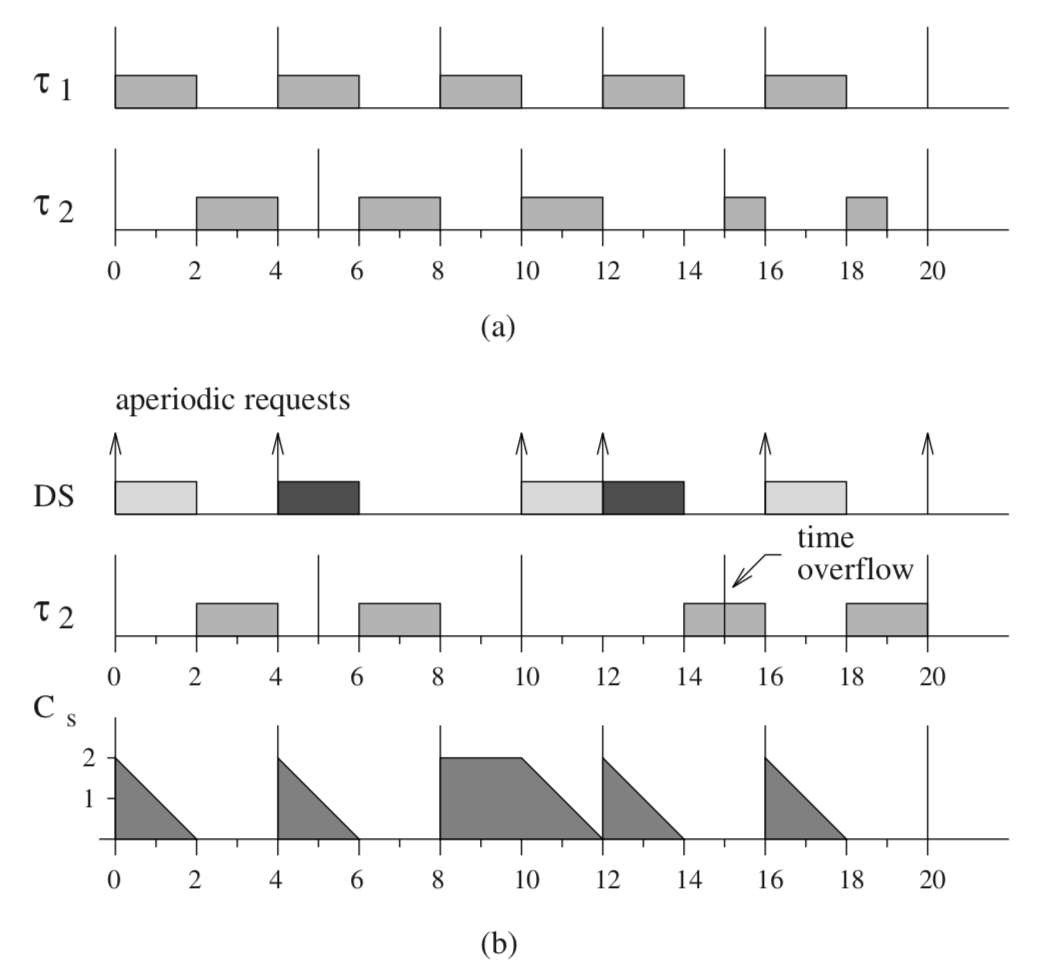 τ 1
τ 2
0 2 4 6 8 10 12 14 16 18 20
(a)
aperiodic requests
DS
time
overflow
τ 2
0 2 4 6 8 10 12 14 16 18 20
C s
2
1
0 2 4 6 8 10 12 14 16 18 20
(b)